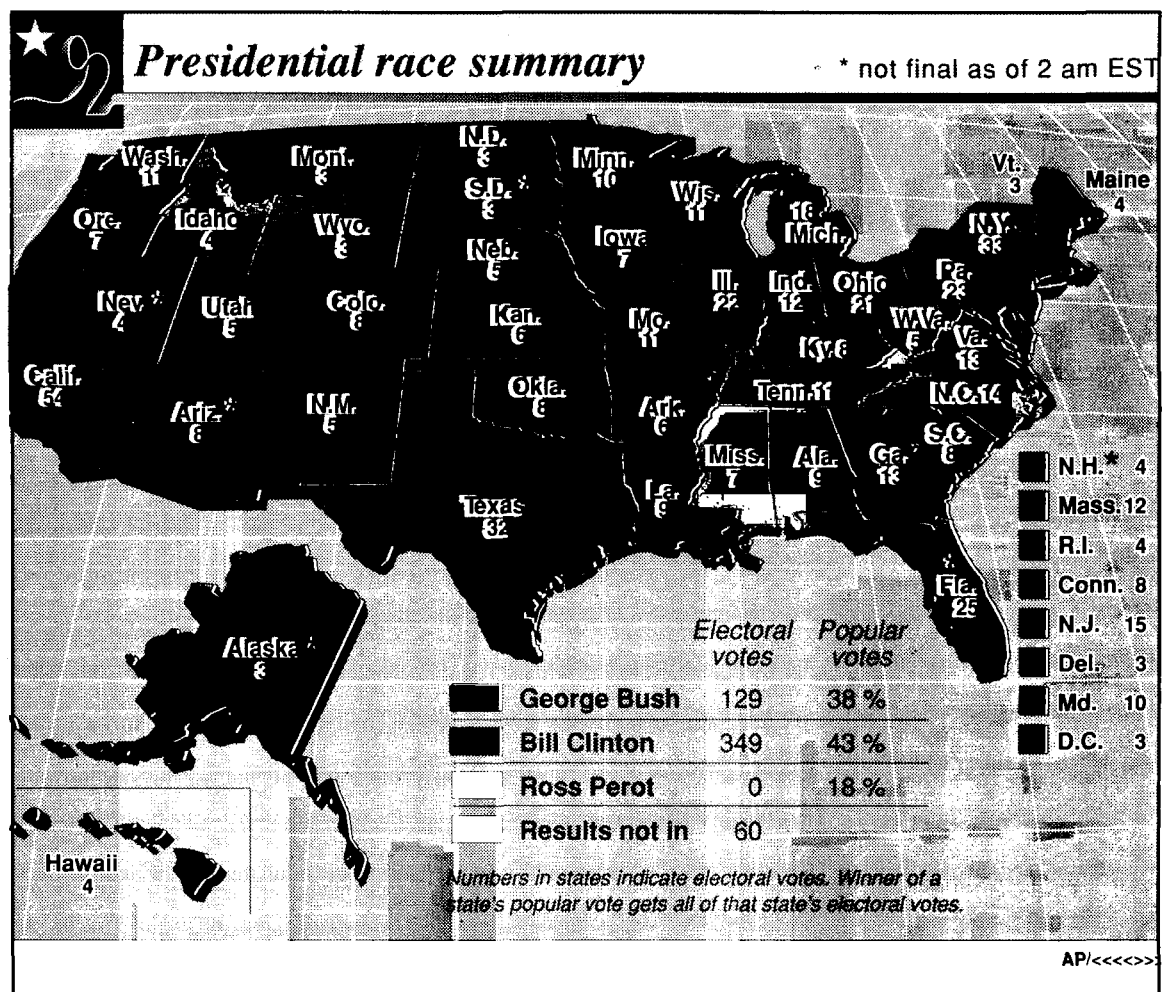 92
Presidential race summary
* not final as of 2 am EST
Wash.
11
Mont.
3
N.D.
3
Minn.
10
Vt.
3
Maine
4
S.D.*
3
Wis.
11
18
Mich.
N.Y.
33
Ore.
7
Idaho
4
Wyo.
3
Neb.
5
Iowa
7
Pa.
23
Nev.*
4
Utah
5
Colo.
8
Kan.
6
Mo.
11
Ill.
22
Ind.
12
Ohio
21
W.Va.
5
Va.
13
Ky. 8
Calif.
54
Ariz.*
8
N.M.
5
Okla.
8
Ark.
6
Tenn. 11
N.C. 14
S.C.
8
Miss.
7
Ala.
9
Ga.*
13
La.
9
Texas
32
Fla.
25
N.H.* 4
Mass. 12
R.I. 4
Conn. 8
N.J. 15
Del. 3
Md. 10
D.C. 3
Alaska*
3
Hawaii
4
Electoral votes Popular votes
George Bush 129 38 %
Bill Clinton 349 43 %
Ross Perot 0 18 %
Results not in 60
Numbers in states indicate electoral votes. Winner of a
state's popular vote gets all of that state's electoral votes.
AP/<<<<>>>